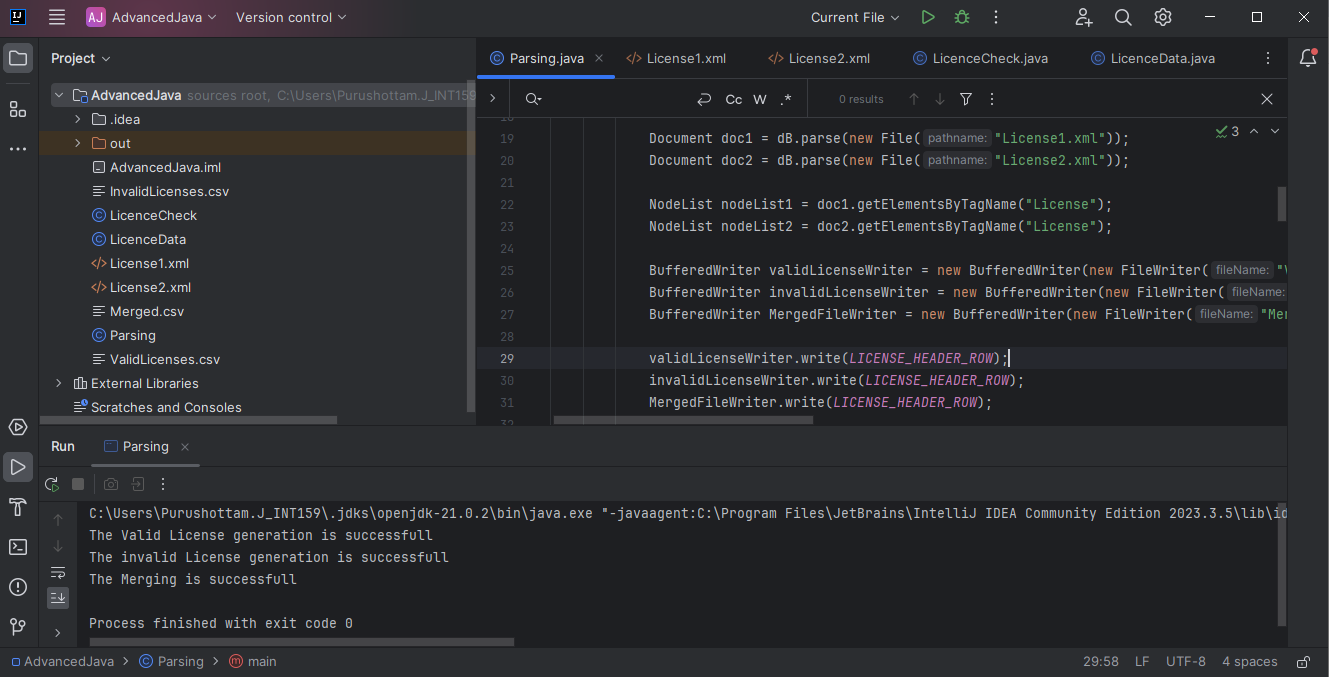 AJ AdvancedJava Version control Current File
Project
AdvancedJava sources root, C:\Users\Purushottam.J_INT159
.idea
out
AdvancedJava.iml
InvalidLicenses.csv
LicenceCheck
LicenceData
License1.xml
License2.xml
Merged.csv
Parsing
ValidLicenses.csv
External Libraries
Scratches and Consoles
Parsing.java License1.xml License2.xml LicenceCheck.java LicenceData.java
Cc W .* 0 results
3
18
19 Document doc1 = dB.parse(new File( pathname: "License1.xml"));
20 Document doc2 = dB.parse(new File( pathname: "License2.xml"));
21
22 NodeList nodeList1 = doc1.getElementsByTagName("License");
23 NodeList nodeList2 = doc2.getElementsByTagName("License");
24
25 BufferedWriter validLicenseWriter = new BufferedWriter(new FileWriter( fileName: "V
26 BufferedWriter invalidLicenseWriter = new BufferedWriter(new FileWriter( fileName:
27 BufferedWriter MergedFileWriter = new BufferedWriter(new FileWriter( fileName: "Mer
28
29 validLicenseWriter.write(LICENSE_HEADER_ROW);
30 invalidLicenseWriter.write(LICENSE_HEADER_ROW);
31 MergedFileWriter.write(LICENSE_HEADER_ROW);
32
Run Parsing
C:\Users\Purushottam.J_INT159\.jdks\openjdk-21.0.2\bin\java.exe "-javaagent:C:\Program Files\JetBrains\IntelliJ IDEA Community Edition 2023.3.5\lib\id
The Valid License generation is successfull
The invalid License generation is successfull
The Merging is successfull
Process finished with exit code 0
AdvancedJava > Parsing > main 29:58 LF UTF-8 4 spaces